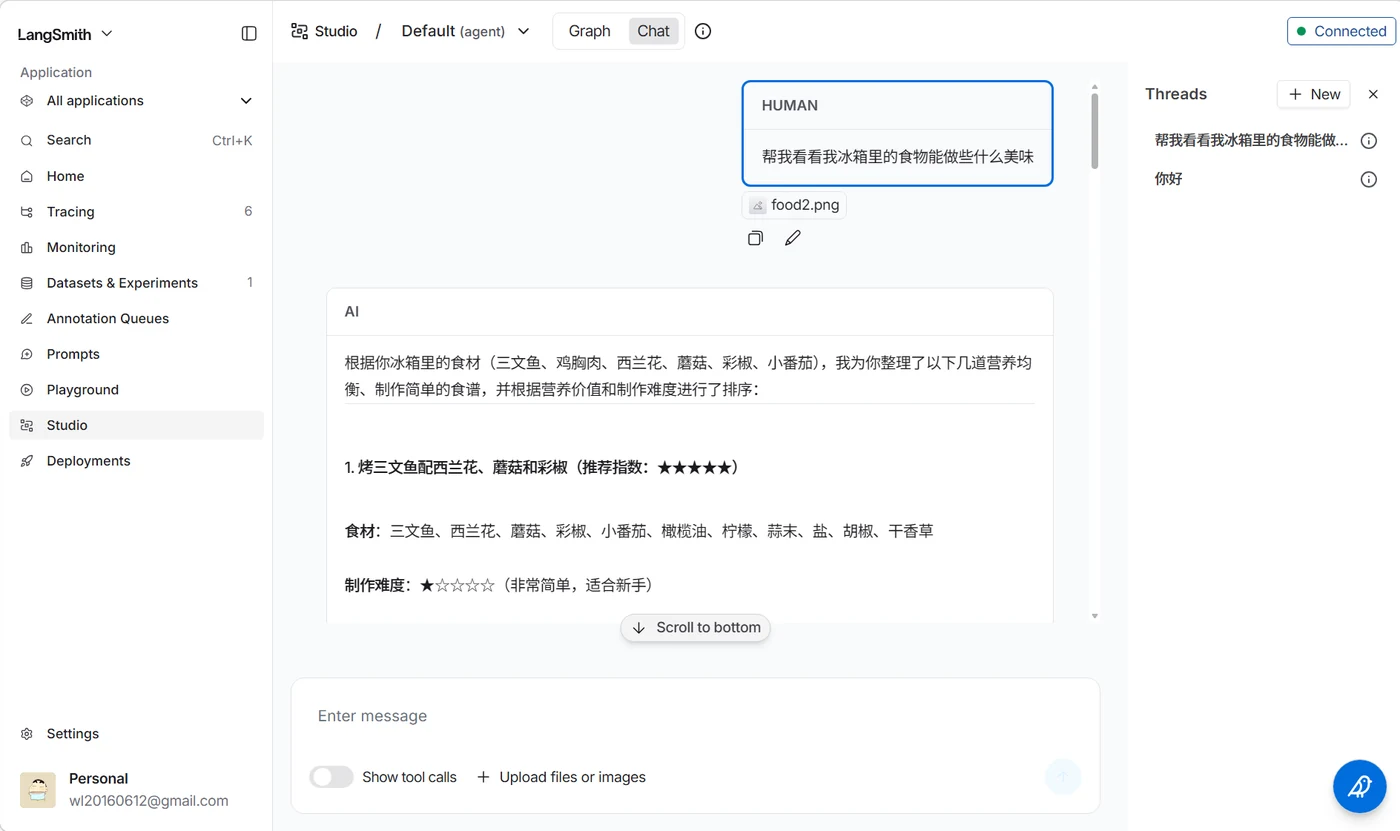 LangSmith
Application
All applications
Search Ctrl+K
Home
Tracing 6
Monitoring
Datasets & Experiments 1
Annotation Queues
Prompts
Playground
Studio
Deployments
Settings
Personal
wl20160612@gmail.com
Studio / Default (agent) Graph Chat
Connected
HUMAN
帮我看看我冰箱里的食物能做些什么美味
food2.png
AI
根据你冰箱里的食材（三文鱼、鸡胸肉、西兰花、蘑菇、彩椒、小番茄），我为你整理了以下几道营养均
衡、制作简单的食谱，并根据营养价值和制作难度进行了排序：
1. 烤三文鱼配西兰花、蘑菇和彩椒（推荐指数：★★★★★）
食材：三文鱼、西兰花、蘑菇、彩椒、小番茄、橄榄油、柠檬、蒜末、盐、胡椒、干香草
制作难度：★☆☆☆☆（非常简单，适合新手）
Scroll to bottom
Enter message
Show tool calls + Upload files or images
Threads + New
帮我看看我冰箱里的食物能做...
你好